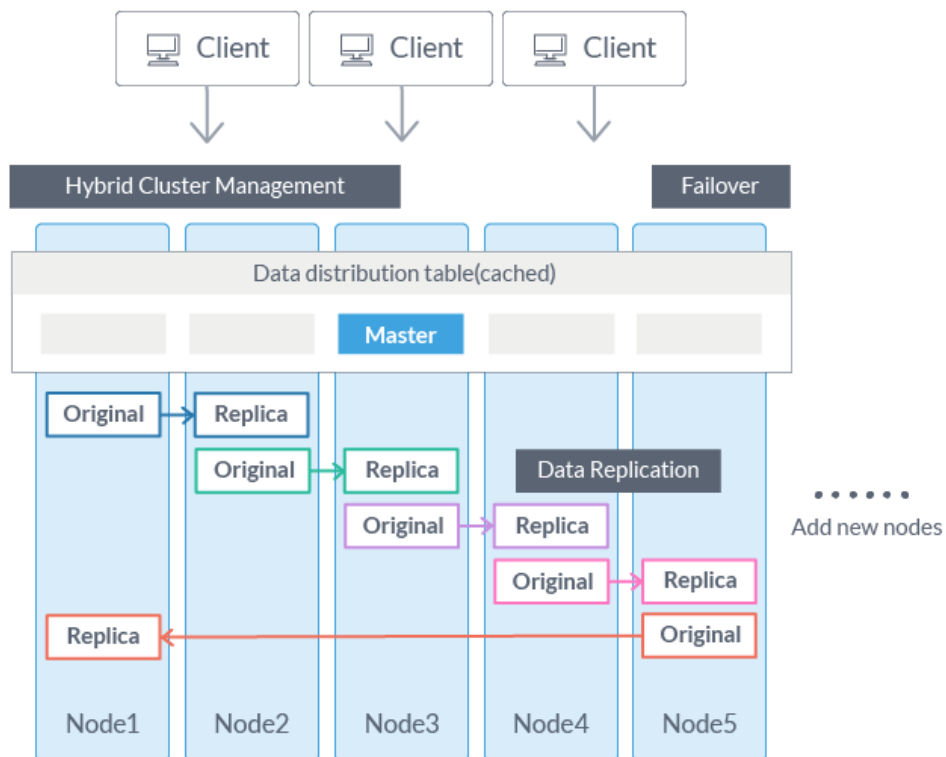 Client Client Client
Hybrid Cluster Management Failover
Data distribution table(cached)
Master
Original Replica
Original Replica
Data Replication
Original Replica
Add new nodes
Original Replica
Replica Original
Node1 Node2 Node3 Node4 Node5